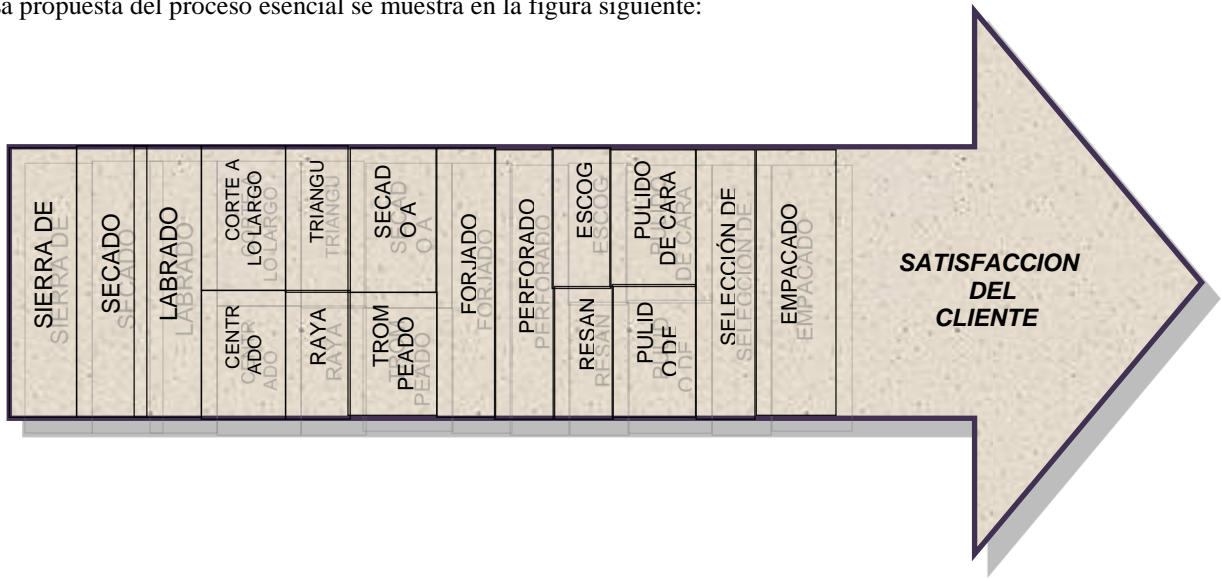 a propuesta del proceso esencial se muestra en la figura siguiente:
SIERRA DE
SECADO
LABRADO
CORTE A
LO LARGO
CENTR
ADO
TRIANGU
RAYA
SECAD
O A
TROM
PEADO
FORJADO
PERFORADO
ESCOG
RESAN
PULIDO
DE CARA
PULID
O DE
SELECCIÓN DE
EMPACADO
SATISFACCION
DEL
CLIENTE